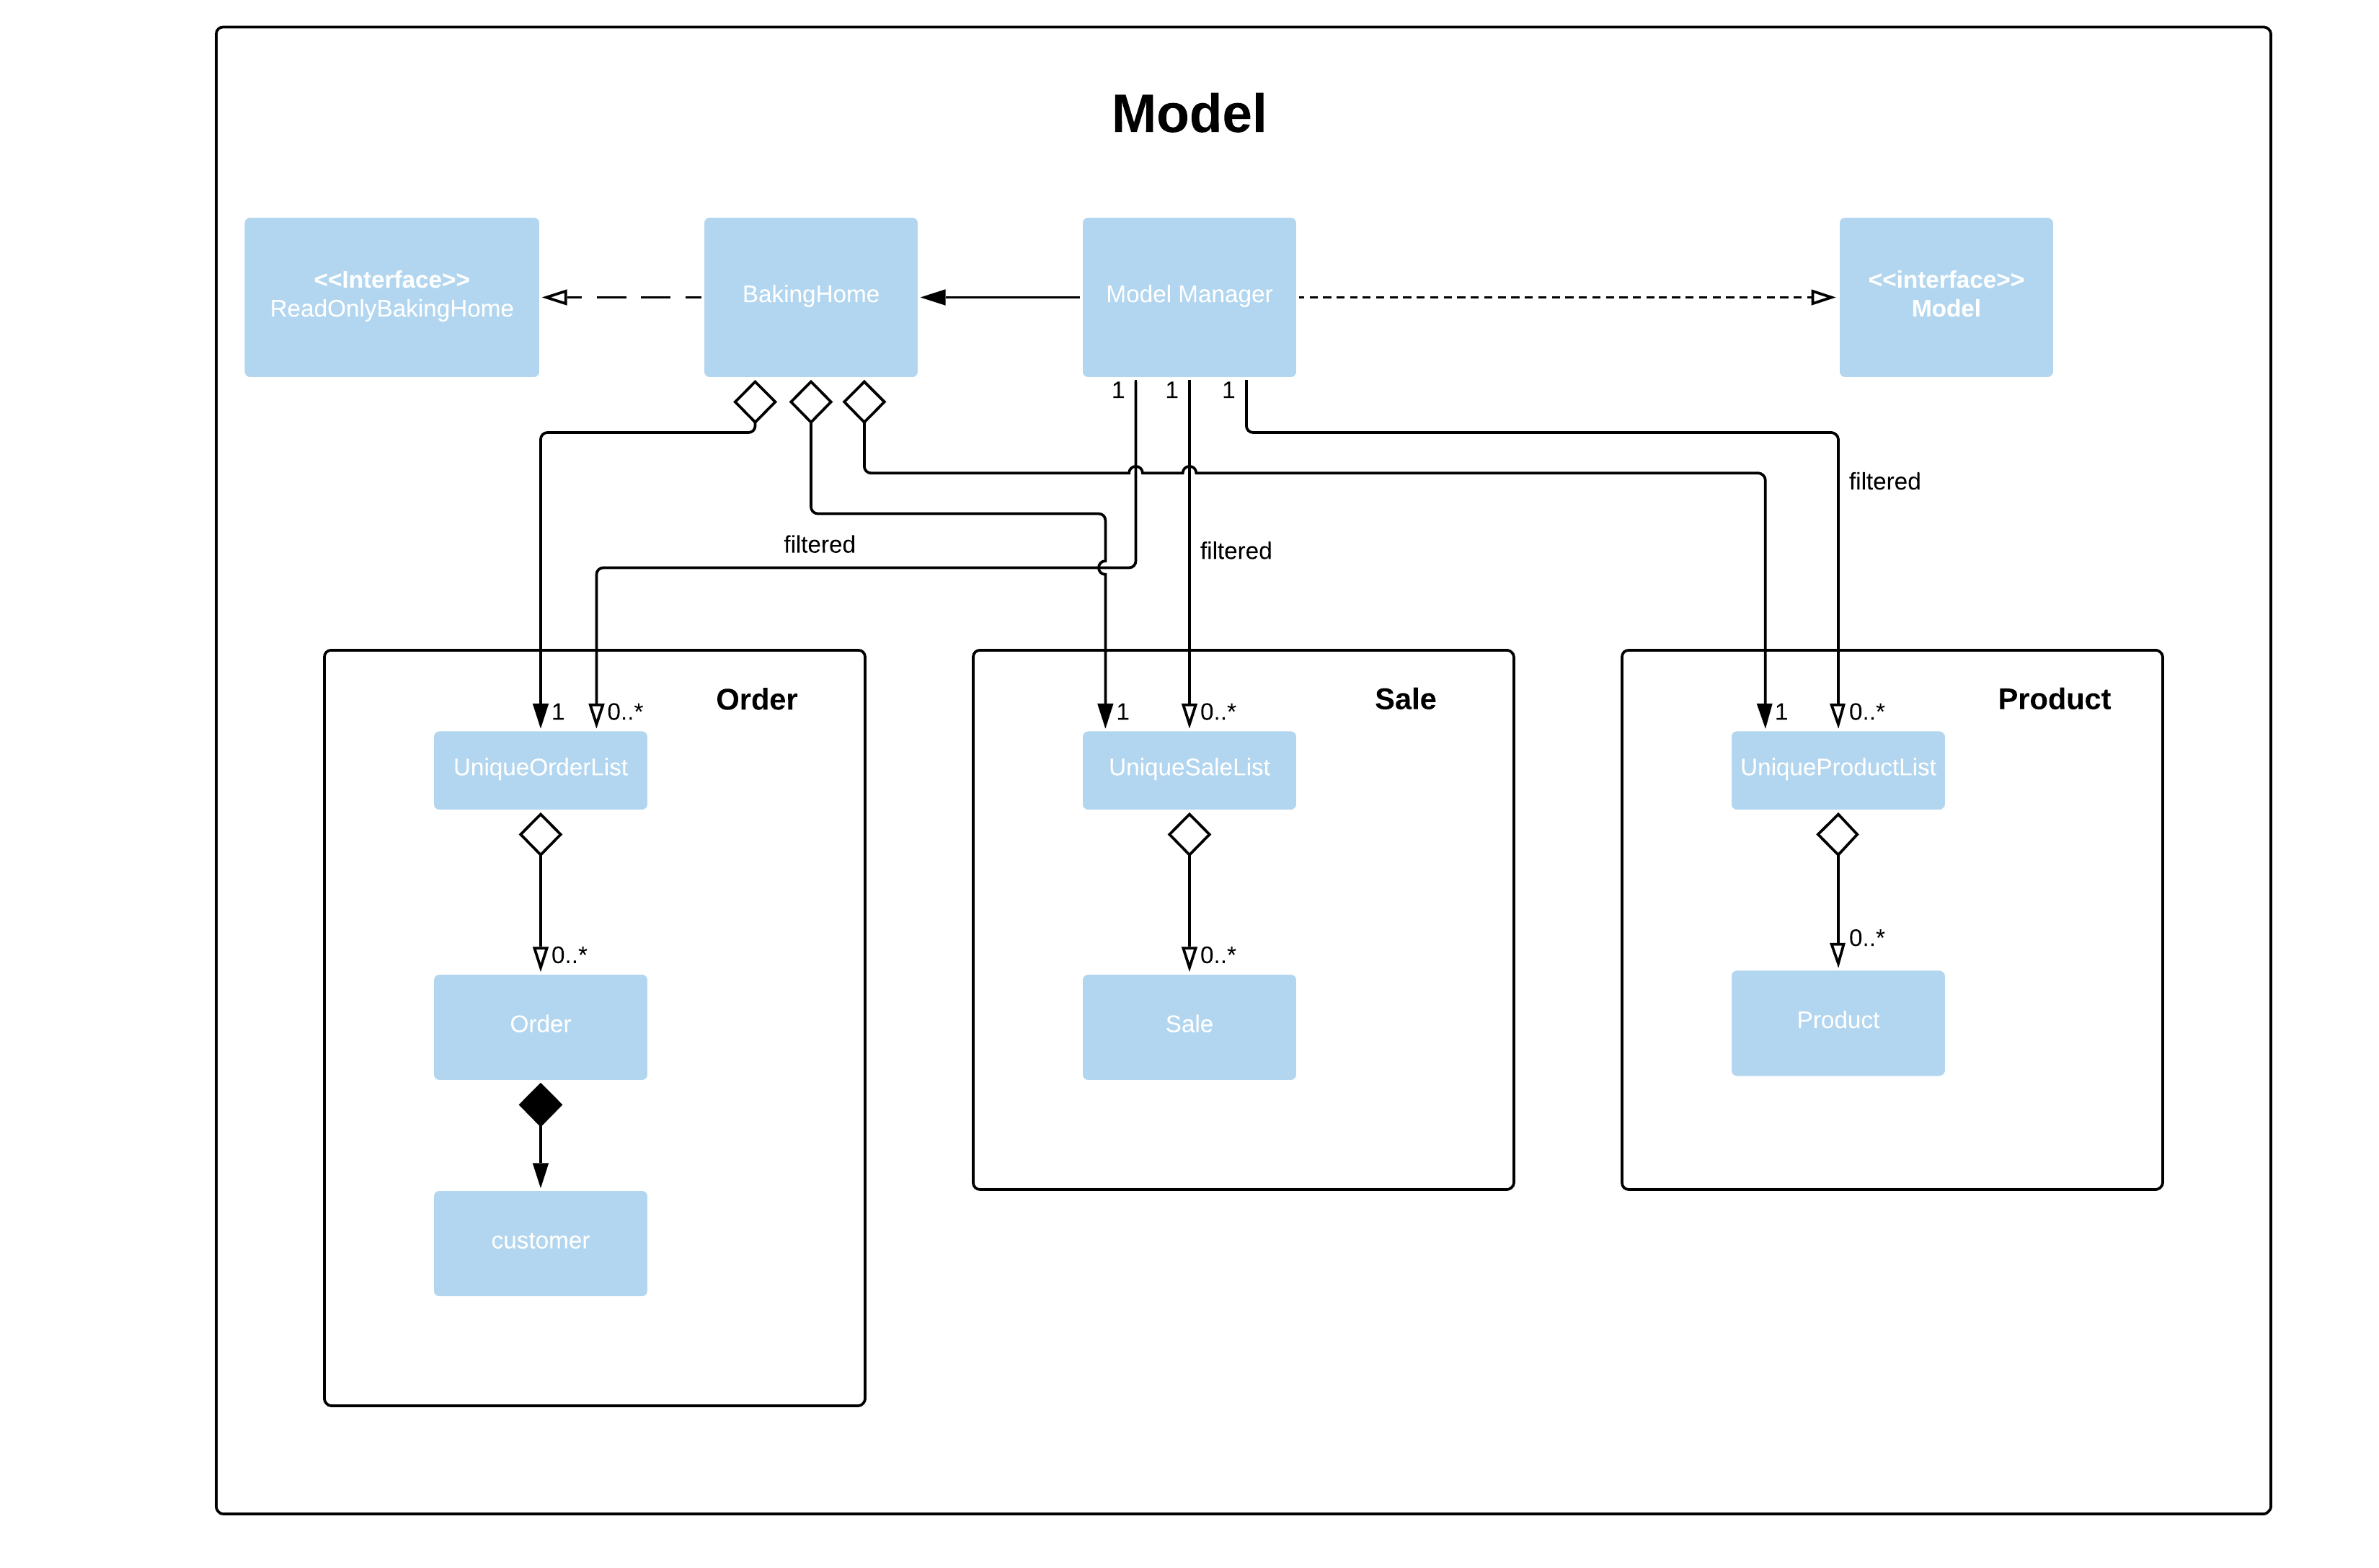 Model
<<Interface>>
ReadOnlyBakingHome
BakingHome
Model Manager
<<interface>>
Model
1
1
1
filtered
filtered
filtered
Order
1
0..*
UniqueOrderList
0..*
Order
customer
Sale
1
0..*
UniqueSaleList
0..*
Sale
Product
1
0..*
UniqueProductList
0..*
Product